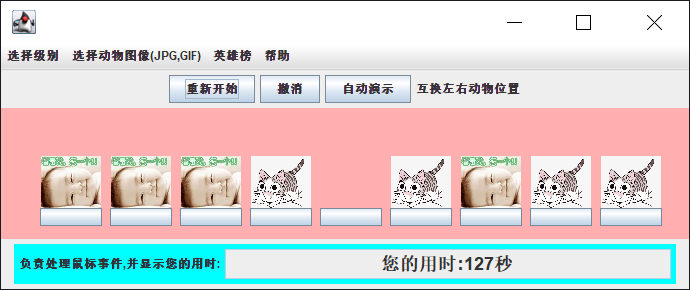 选择级别 选择动物图像(JPG,GIF) 英雄榜 帮助
重新开始 撤消 自动演示 互换左右动物位置
负责处理鼠标事件,并显示您的用时: 您的用时:127秒